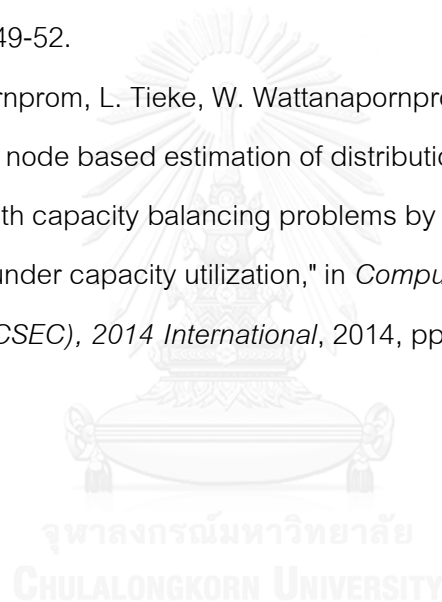 49-52.
rnprom, L. Tieke, W. Wattanapornpro
node based estimation of distributio
th capacity balancing problems by
under capacity utilization," in Compu
CSEC), 2014 International, 2014, pp
จุฬาลงกรณ์มหาวิทยาลัย
CHULALONGKORN UNIVERSITY